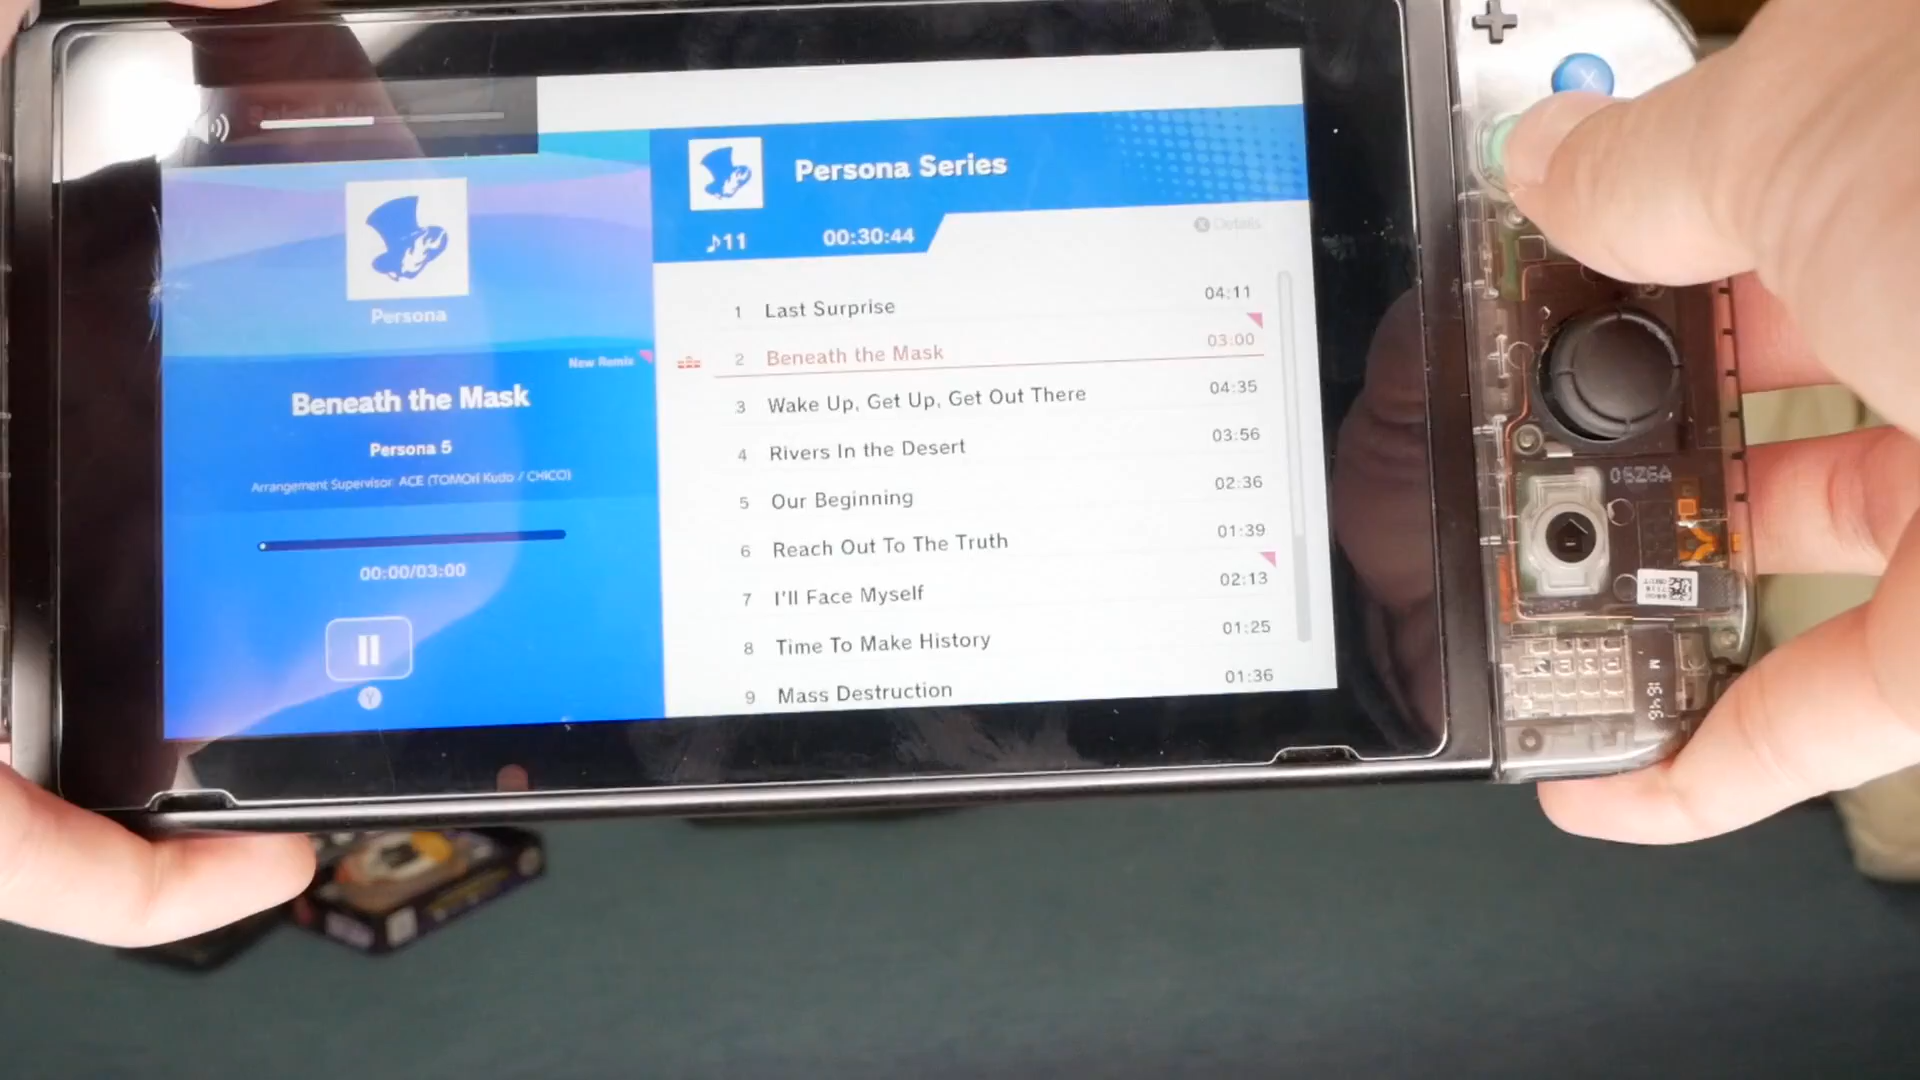 Persona
New Remix
Beneath the Mask
Persona 5
Arrangement Supervisor: ACE (TOMOri Kudo / CHICO)
00:00/03:00
Y
Persona Series
♪11 00:30:44
X Details
1 Last Surprise 04:11
2 Beneath the Mask 03:00
3 Wake Up, Get Up, Get Out There 04:35
4 Rivers In the Desert 03:56
5 Our Beginning 02:36
6 Reach Out To The Truth 01:39
7 I'll Face Myself 02:13
8 Time To Make History 01:25
9 Mass Destruction 01:36
X